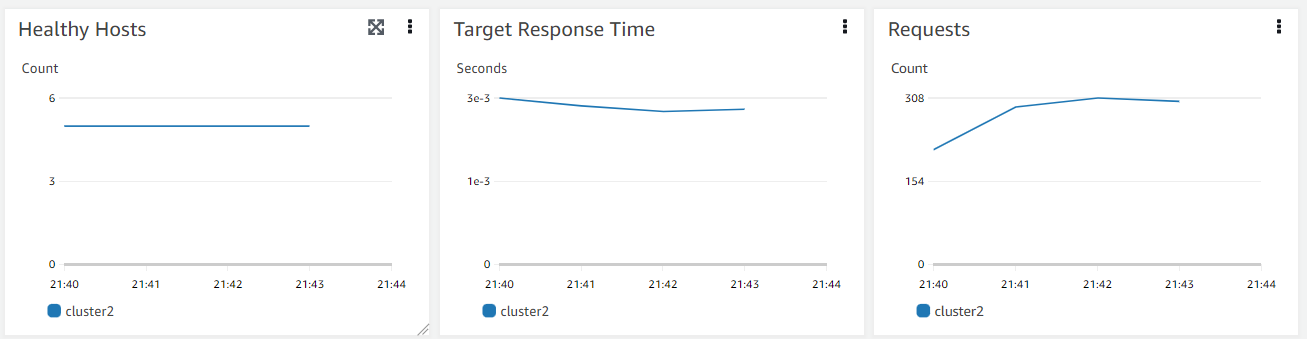 Healthy Hosts
Count
6
3
0
21:40 21:41 21:42 21:43 21:44
cluster2
Target Response Time
Seconds
3e-3
1e-3
0
21:40 21:41 21:42 21:43 21:44
cluster2
Requests
Count
308
154
0
21:40 21:41 21:42 21:43 21:44
cluster2